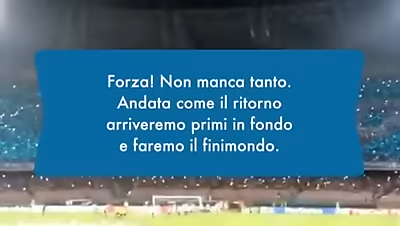 Forza! Non manca tanto.
Andata come il ritorno
arriveremo primi in fondo
e faremo il finimondo.